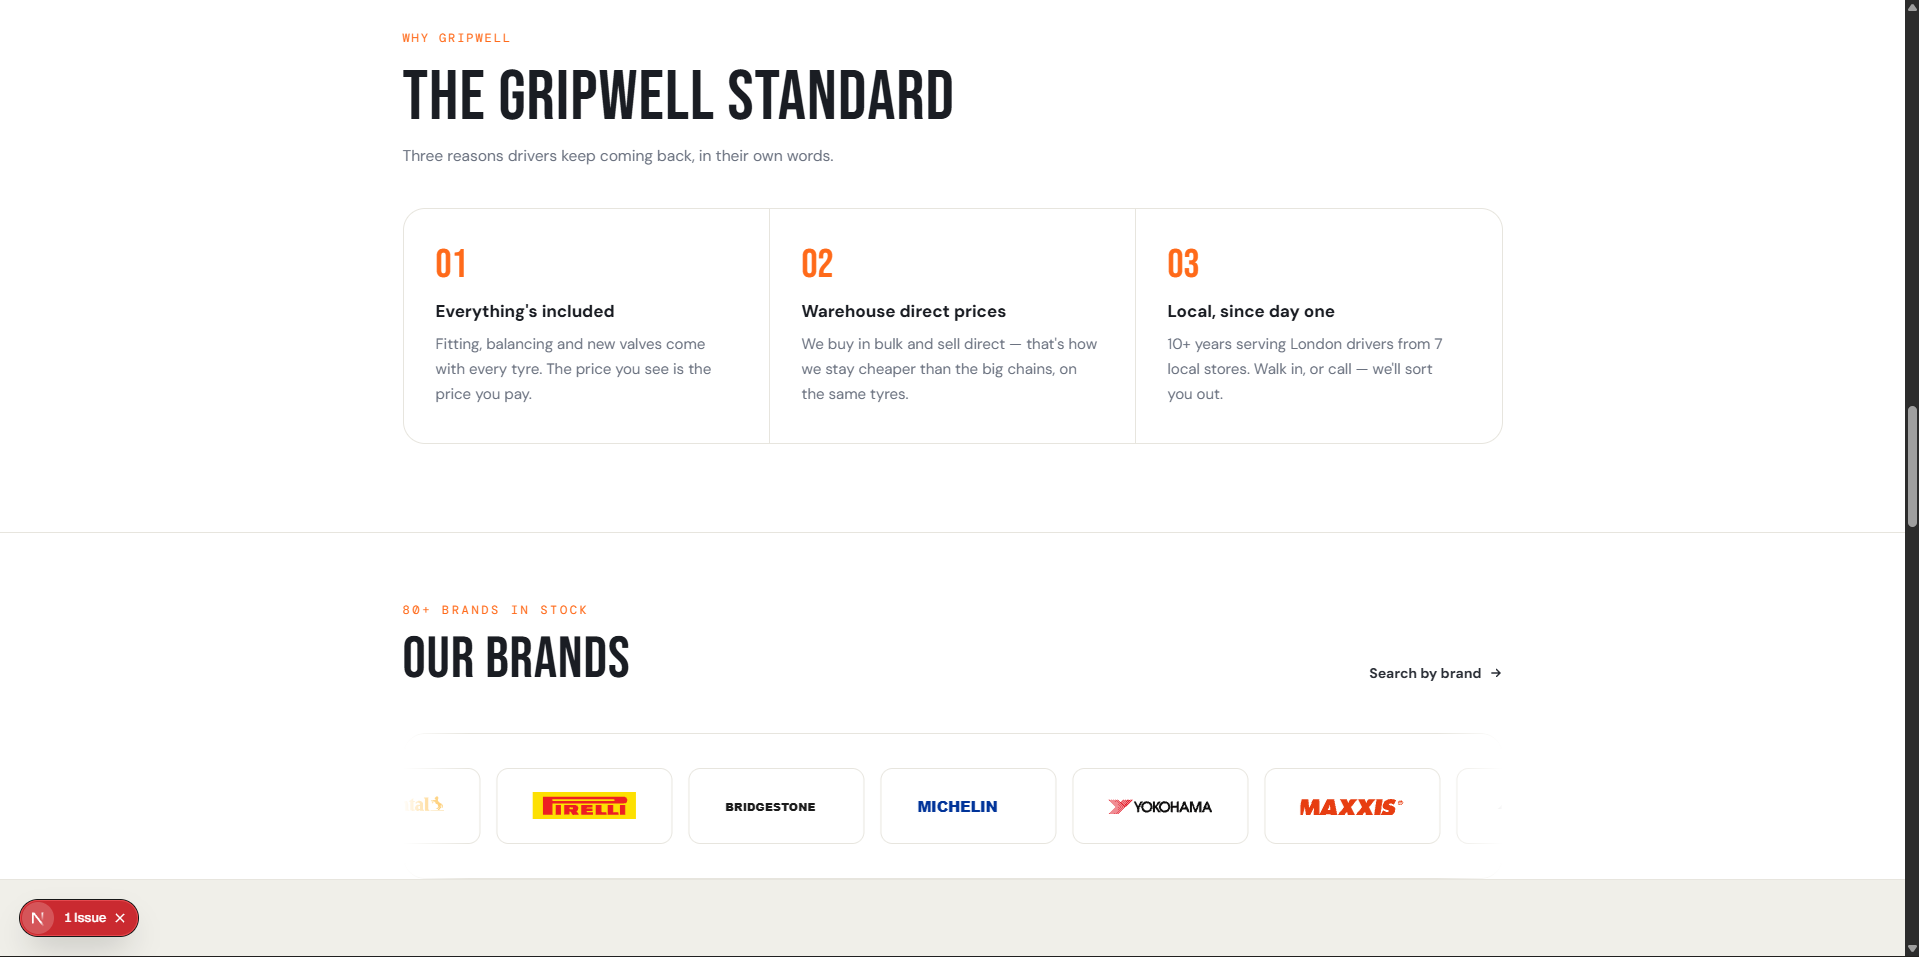 WHY GRIPWELL
THE GRIPWELL STANDARD
Three reasons drivers keep coming back, in their own words.
01
Everything's included
Fitting, balancing and new valves come
with every tyre. The price you see is the
price you pay.
02
Warehouse direct prices
We buy in bulk and sell direct — that's how
we stay cheaper than the big chains, on
the same tyres.
03
Local, since day one
10+ years serving London drivers from 7
local stores. Walk in, or call — we'll sort
you out.
80+ BRANDS IN STOCK
OUR BRANDS
Search by brand →
PIRELLI
BRIDGESTONE
MICHELIN
YOKOHAMA
MAXXIS®
N 1 Issue ×